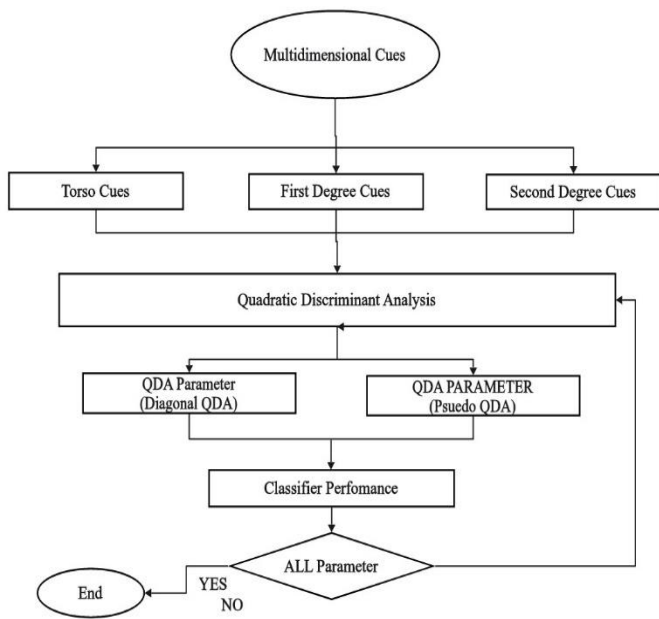 Multidimensional Cues
Torso Cues
First Degree Cues
Second Degree Cues
Quadratic Discriminant Analysis
QDA Parameter
(Diagonal QDA)
QDA PARAMETER
(Psuedo QDA)
Classifier Perfomance
ALL Parameter
YES
NO
End